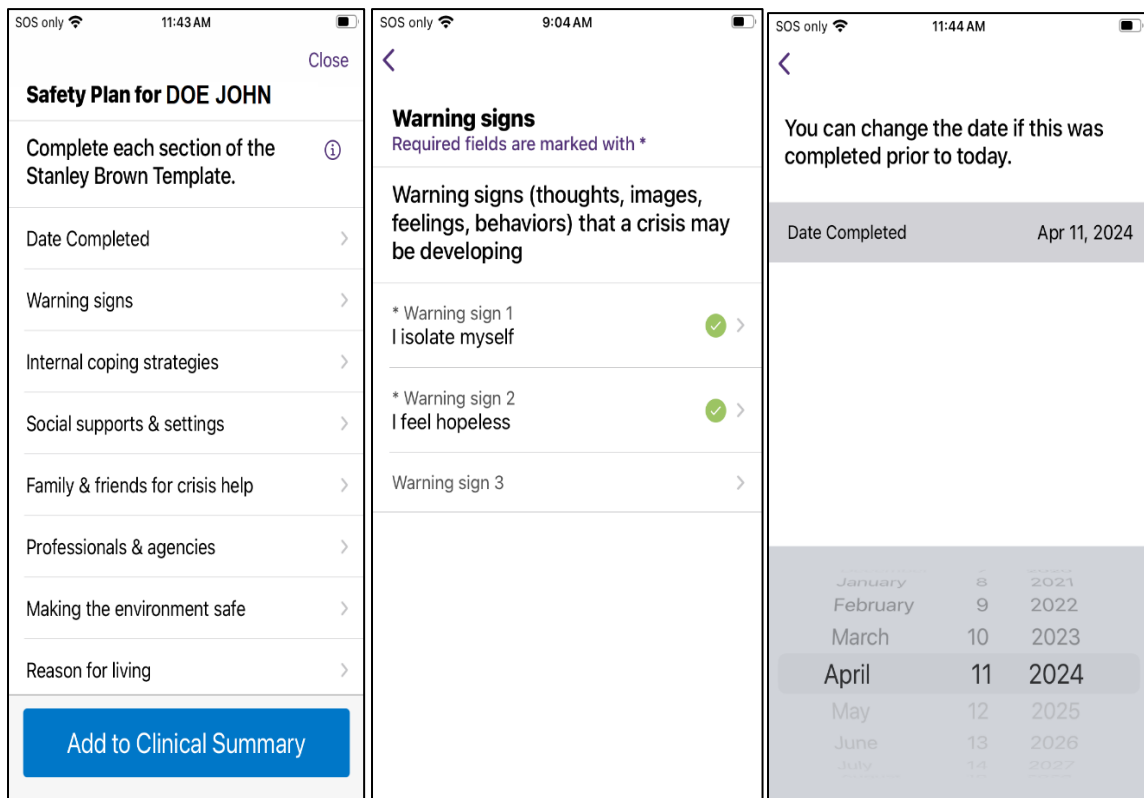 SOS only 11:43 AM
Close
Safety Plan for DOE JOHN
Complete each section of the
Stanley Brown Template.
Date Completed
Warning signs
Internal coping strategies
Social supports & settings
Family & friends for crisis help
Professionals & agencies
Making the environment safe
Reason for living
Add to Clinical Summary
SOS only 9:04 AM
Warning signs
Required fields are marked with *
Warning signs (thoughts, images,
feelings, behaviors) that a crisis may
be developing
* Warning sign 1
I isolate myself
* Warning sign 2
I feel hopeless
Warning sign 3
SOS only 11:44 AM
You can change the date if this was
completed prior to today.
Date Completed Apr 11, 2024
January 8 2021
February 9 2022
March 10 2023
April 11 2024
May 12 2025
June 13 2026
July 14 2027